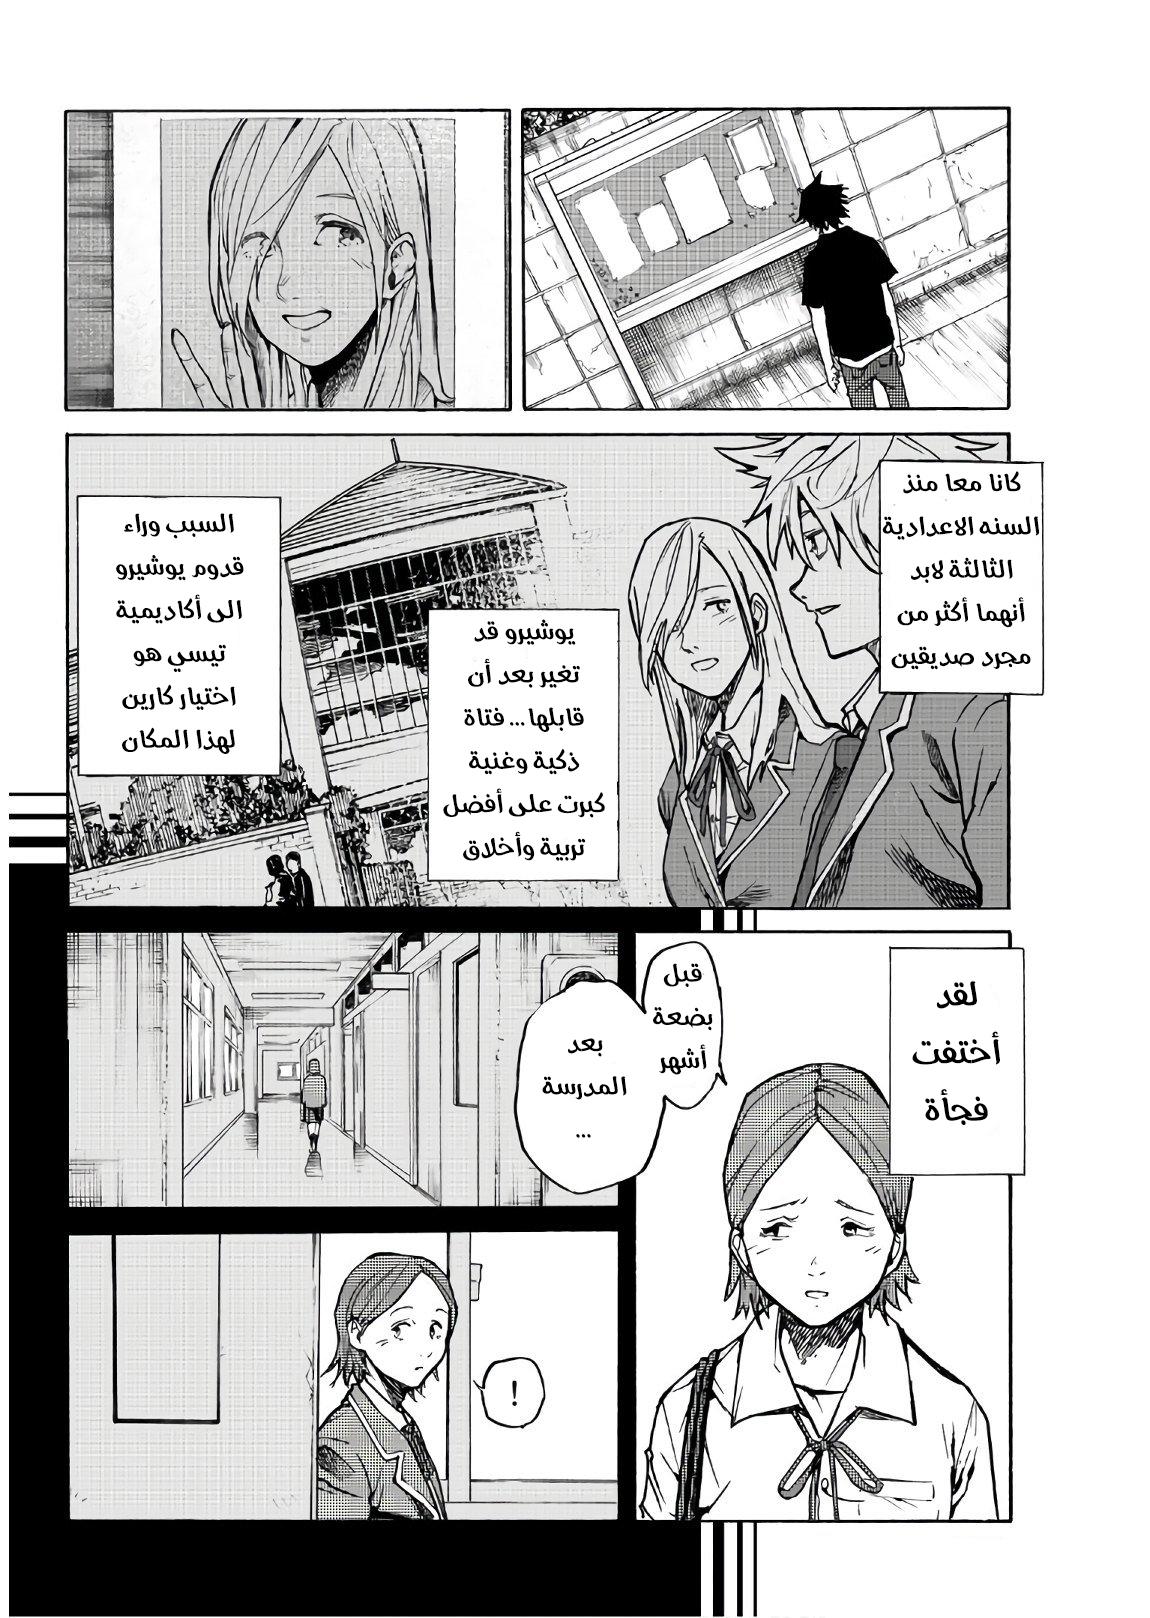 كانا معا منذ
السنه الاعدادية
الثالثة لابد
أنهما أكثر من
مجرد صديقين
يوشيرو قد
تغير بعد أن
قابلها ... فتاة
ذكية وغنية
كبرت على أفضل
تربية وأخلاق
السبب وراء
قدوم يوشيرو
الى أكاديمية
تيسي هو
اختيار كارين
لهذا المكان
لقد
أختفت
فجأة
قبل
بضعة
أشهر
بعد
المدرسة
...
!